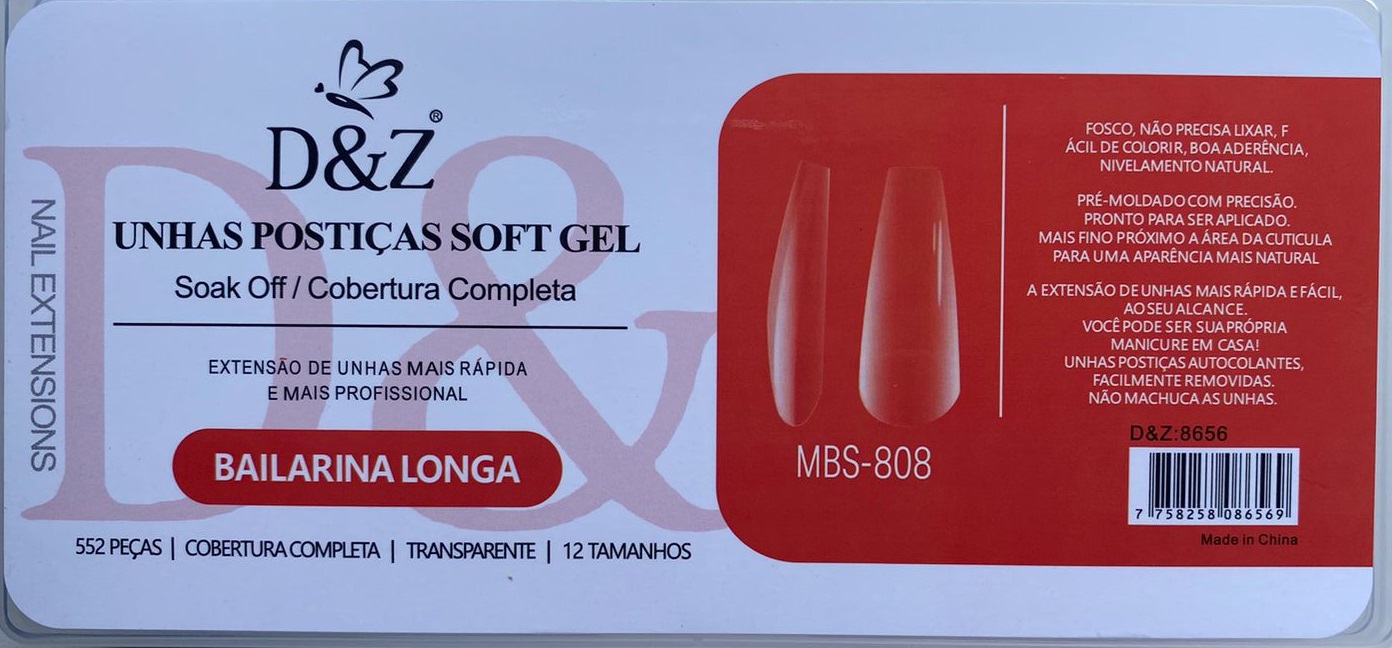 D&Z®
UNHAS POSTIÇAS SOFT GEL
Soak Off / Cobertura Completa
EXTENSÃO DE UNHAS MAIS RÁPIDA
E MAIS PROFISSIONAL
BAILARINA LONGA
552 PEÇAS | COBERTURA COMPLETA | TRANSPARENTE | 12 TAMANHOS
NAIL EXTENSIONS
D&
MBS-808
FOSCO, NÃO PRECISA LIXAR, F
ÁCIL DE COLORIR, BOA ADERÊNCIA,
NIVELAMENTO NATURAL.
PRÉ-MOLDADO COM PRECISÃO.
PRONTO PARA SER APLICADO.
MAIS FINO PRÓXIMO A ÁREA DA CUTICULA
PARA UMA APARÊNCIA MAIS NATURAL
A EXTENSÃO DE UNHAS MAIS RÁPIDA E FÁCIL,
AO SEU ALCANCE.
VOCÊ PODE SER SUA PRÓPRIA
MANICURE EM CASA!
UNHAS POSTIÇAS AUTOCOLANTES,
FACILMENTE REMOVIDAS.
NÃO MACHUCA AS UNHAS.
D&Z:8656
7 758258 086569
Made in China